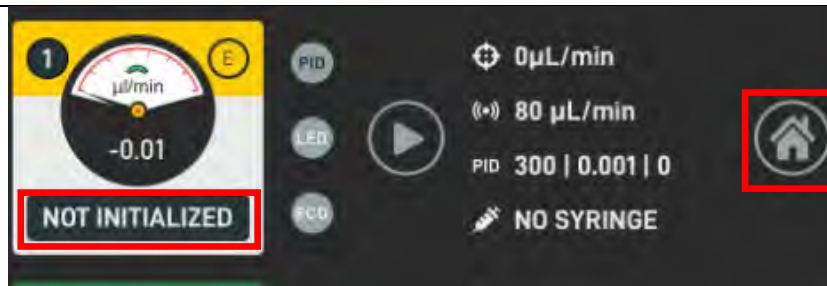 1
E
µl/min
-0.01
NOT INITIALIZED
PID
LED
FCD
0µL/min
80 µL/min
PID 300 | 0.001 | 0
NO SYRINGE